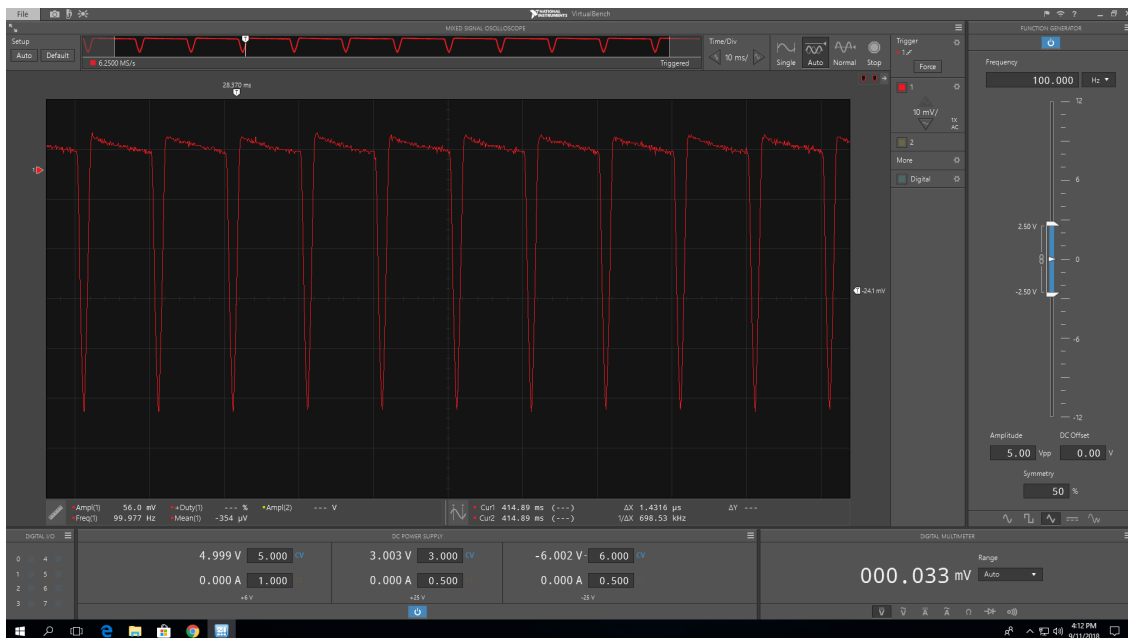 File
NATIONAL INSTRUMENTS VirtualBench
?
MIXED SIGNAL OSCILLOSCOPE
Setup
Auto Default
T
6.2500 MS/s
Triggered
Time/Div
10 ms/
Single Auto Normal Stop
Trigger
1
Force
28.370 ms
T
1
10 mV/
1X
AC
2
More
Digital
1
T -24.1 mV
Ampl(1) 56.0 mV +Duty(1) --- % Ampl(2) --- V
Freq(1) 99.977 Hz Mean(1) -354 µV
Cur1 414.89 ms (---) ΔX 1.4316 µs ΔY ---
Cur2 414.89 ms (---) 1/ΔX 698.53 kHz
FUNCTION GENERATOR
Frequency
100.000 Hz
12
6
2.50 V
0
-2.50 V
-6
-12
Amplitude DC Offset
5.00 Vpp 0.00 V
Symmetry
50 %
DIGITAL I/O
0 4
1 5
2 6
3 7
DC POWER SUPPLY
4.999 V 5.000 CV
0.000 A 1.000
+6 V
3.003 V 3.000 CV
0.000 A 0.500
+25 V
-6.002 V - 6.000 CV
0.000 A 0.500
-25 V
DIGITAL MULTIMETER
000.033 mV
Range
Auto
4:12 PM
9/11/2018